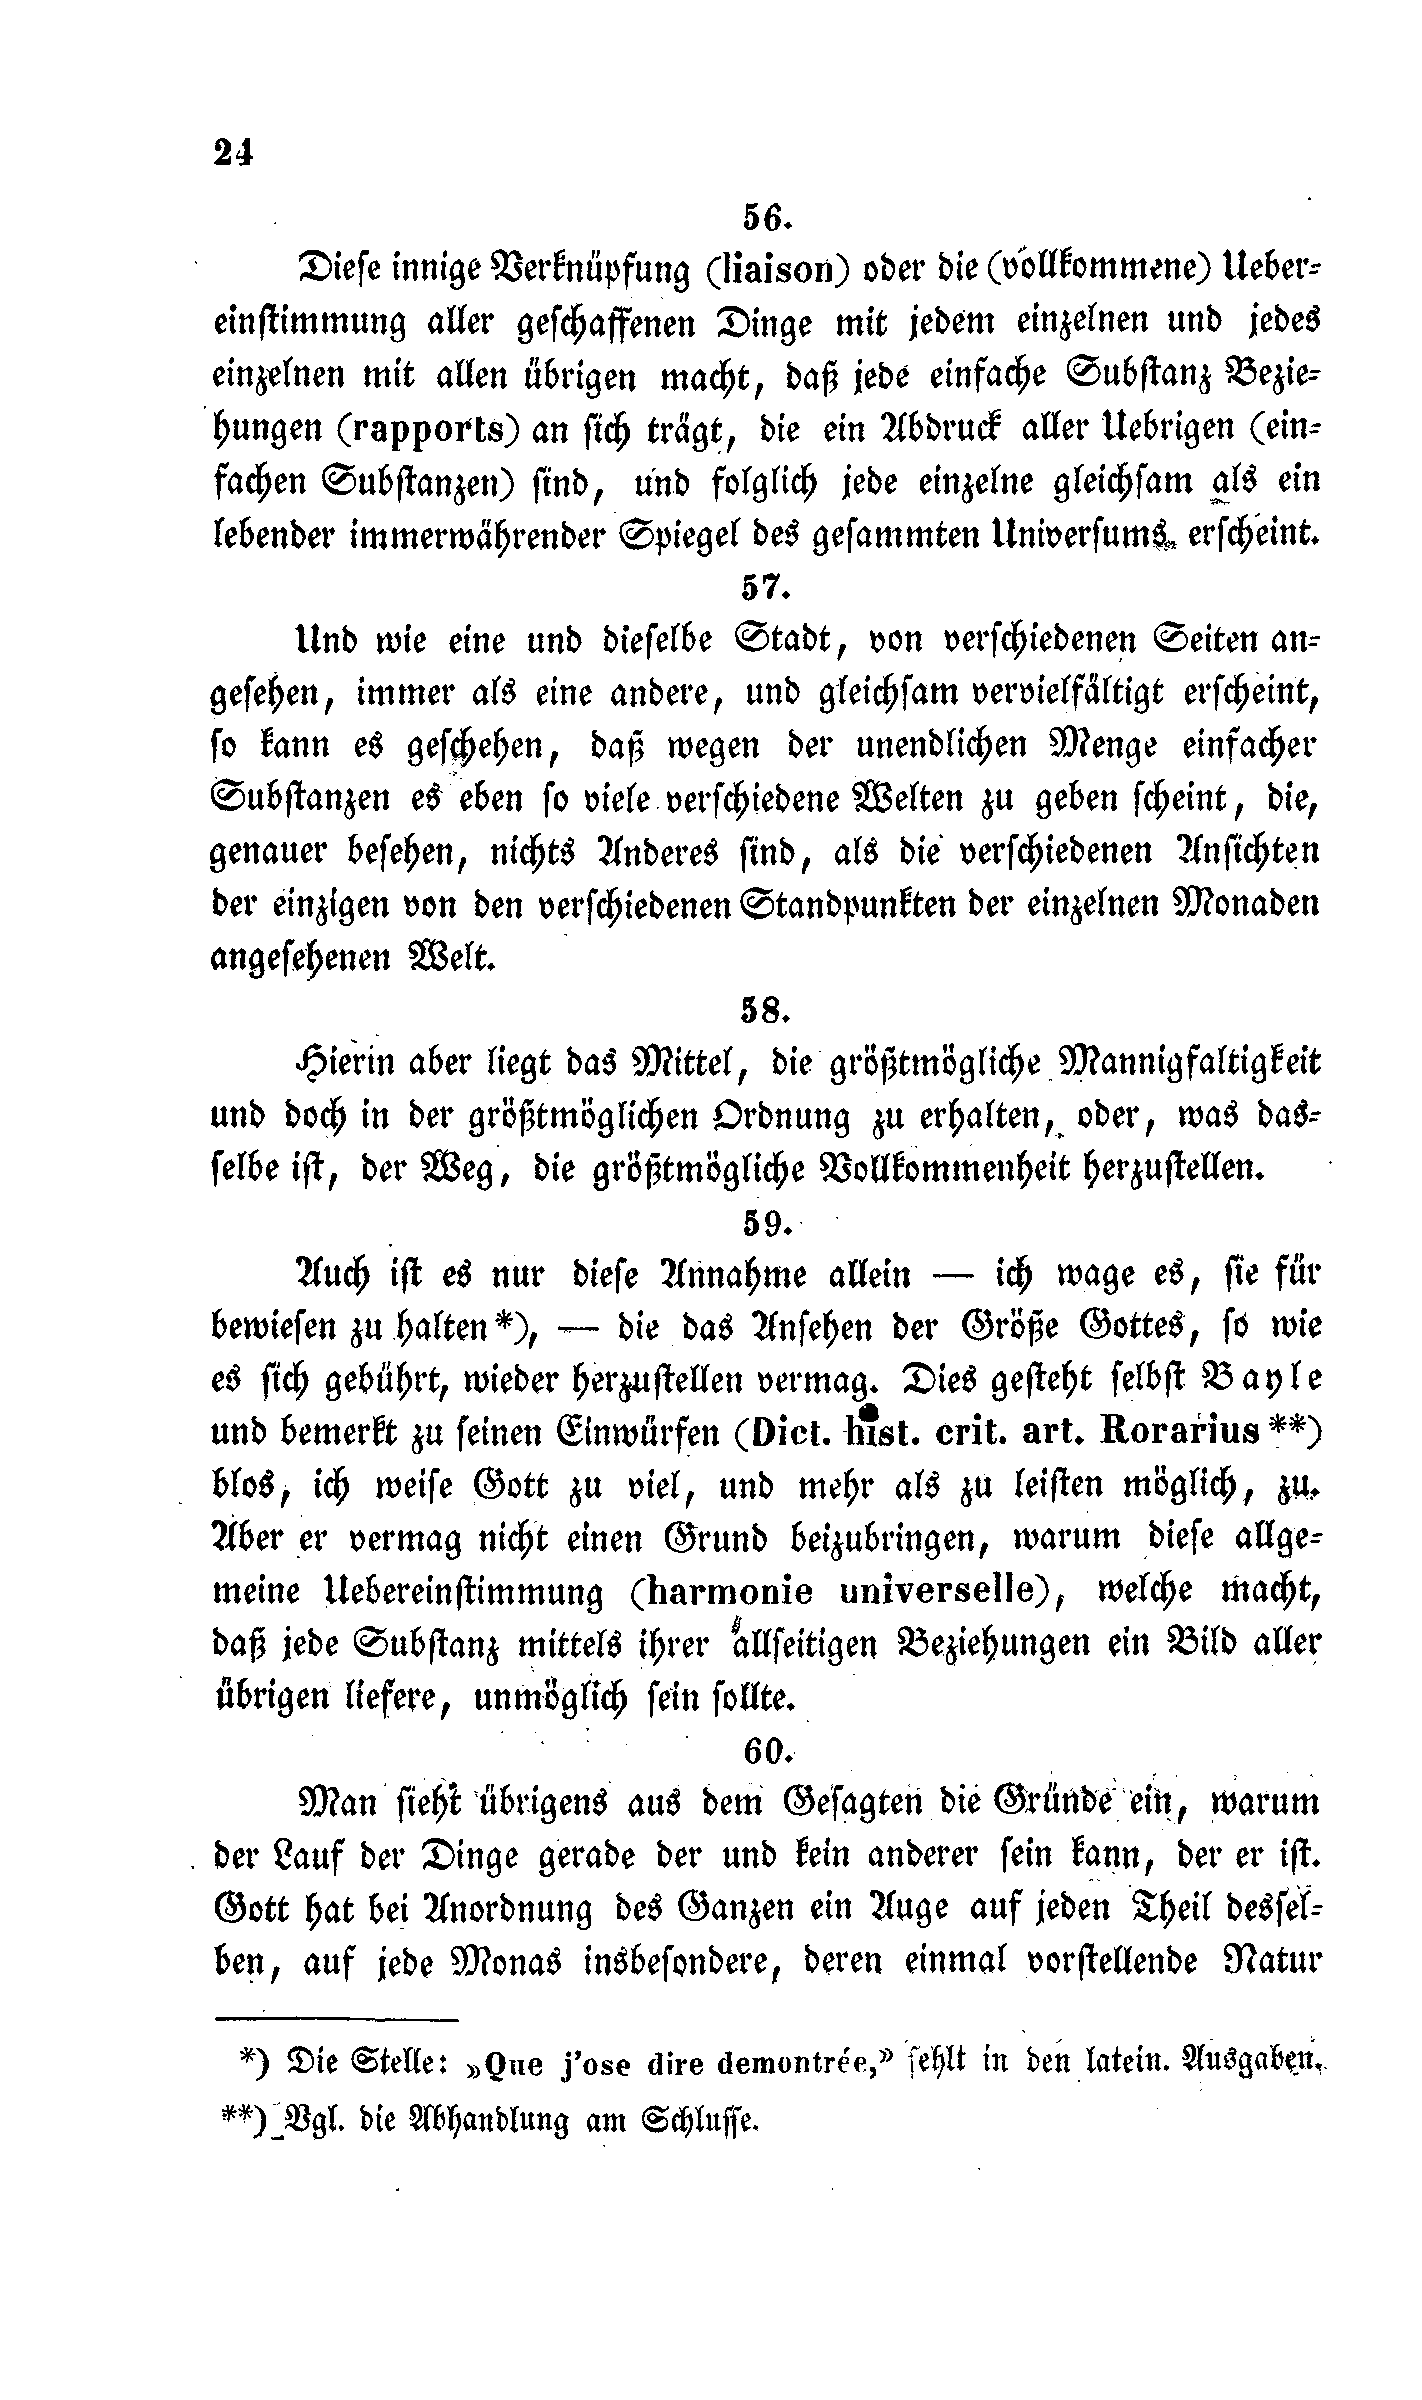 24
56.
Diese innige Verknüpfung (liaison) oder die (vollkommene) Ueber-
einstimmung aller geschaffenen Dinge mit jedem einzelnen und jedes
einzelnen mit allen übrigen macht, daß jede einfache Substanz Bezie-
hungen (rapports) an sich trägt, die ein Abdruck aller Uebrigen (ein-
fachen Substanzen) sind, und folglich jede einzelne gleichsam als ein
lebender immerwährender Spiegel des gesammten Universums erscheint.
57.
Und wie eine und dieselbe Stadt, von verschiedenen Seiten an-
gesehen, immer als eine andere, und gleichsam vervielfältigt erscheint,
so kann es geschehen, daß wegen der unendlichen Menge einfacher
Substanzen es eben so viele verschiedene Welten zu geben scheint, die,
genauer besehen, nichts Anderes sind, als die verschiedenen Ansichten
der einzigen von den verschiedenen Standpunkten der einzelnen Monaden
angesehenen Welt.
58.
Hierin aber liegt das Mittel, die größtmögliche Mannigfaltigkeit
und doch in der größtmöglichen Ordnung zu erhalten, oder, was das-
selbe ist, der Weg, die größtmögliche Vollkommenheit herzustellen.
59.
Auch ist es nur diese Annahme allein — ich wage es, sie für
bewiesen zu halten*), — die das Ansehen der Größe Gottes, so wie
es sich gebührt, wieder herzustellen vermag. Dies gesteht selbst Bayle
und bemerkt zu seinen Einwürfen (Dict. hist. crit. art. Rorarius**)
blos, ich weise Gott zu viel, und mehr als zu leisten möglich, zu.
Aber er vermag nicht einen Grund beizubringen, warum diese allge-
meine Uebereinstimmung (harmonie universelle), welche macht,
daß jede Substanz mittels ihrer allseitigen Beziehungen ein Bild aller
übrigen liefere, unmöglich sein sollte.
60.
Man sieht übrigens aus dem Gesagten die Gründe ein, warum
der Lauf der Dinge gerade der und kein anderer sein kann, der er ist.
Gott hat bei Anordnung des Ganzen ein Auge auf jeden Theil dessel-
ben, auf jede Monas insbesondere, deren einmal vorstellende Natur
*) Die Stelle: »Que j'ose dire demontrée,» fehlt in den latein. Ausgaben.
**) Vgl. die Abhandlung am Schlusse.